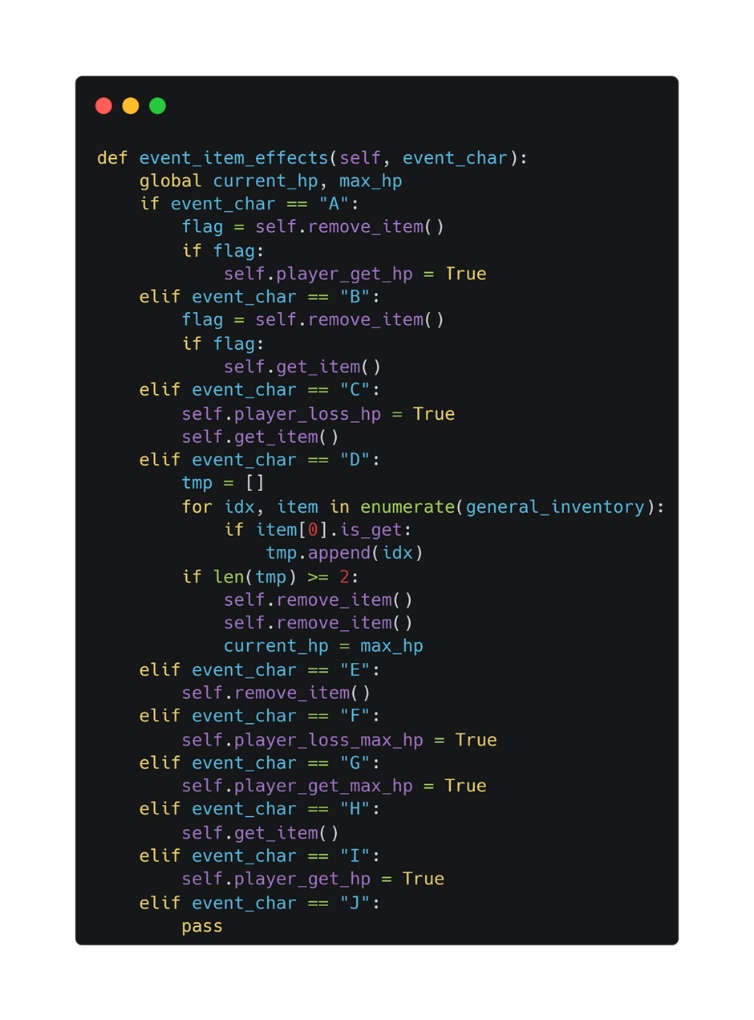 def event_item_effects(self, event_char):
    global current_hp, max_hp
    if event_char == "A":
        flag = self.remove_item()
        if flag:
            self.player_get_hp = True
    elif event_char == "B":
        flag = self.remove_item()
        if flag:
            self.get_item()
    elif event_char == "C":
        self.player_loss_hp = True
        self.get_item()
    elif event_char == "D":
        tmp = []
        for idx, item in enumerate(general_inventory):
            if item[0].is_get:
                tmp.append(idx)
        if len(tmp) >= 2:
            self.remove_item()
            self.remove_item()
            current_hp = max_hp
    elif event_char == "E":
        self.remove_item()
    elif event_char == "F":
        self.player_loss_max_hp = True
    elif event_char == "G":
        self.player_get_max_hp = True
    elif event_char == "H":
        self.get_item()
    elif event_char == "I":
        self.player_get_hp = True
    elif event_char == "J":
        pass